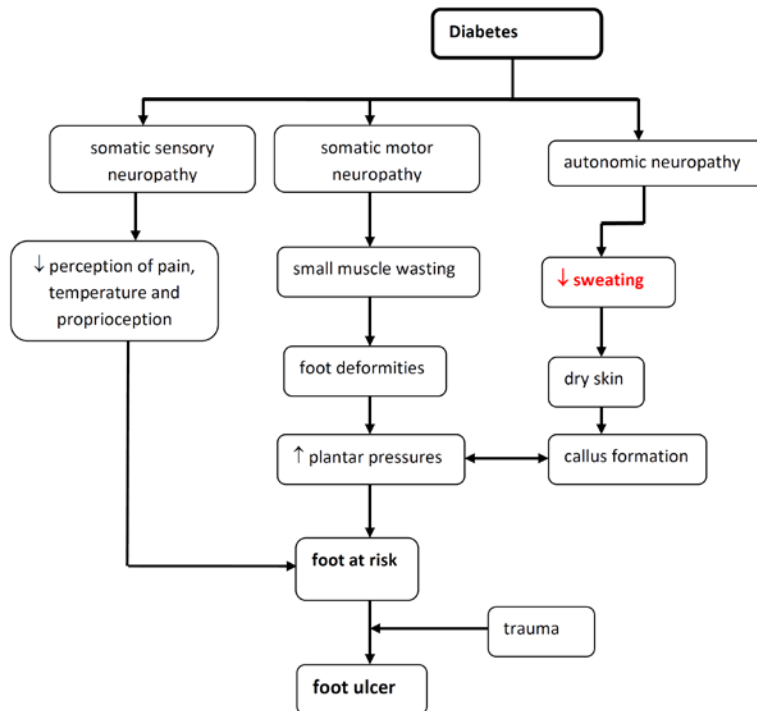 Diabetes
somatic sensory
neuropathy
somatic motor
neuropathy
autonomic neuropathy
↓ perception of pain,
temperature and
proprioception
small muscle wasting
↓ sweating
foot deformities
dry skin
↑ plantar pressures
callus formation
foot at risk
trauma
foot ulcer